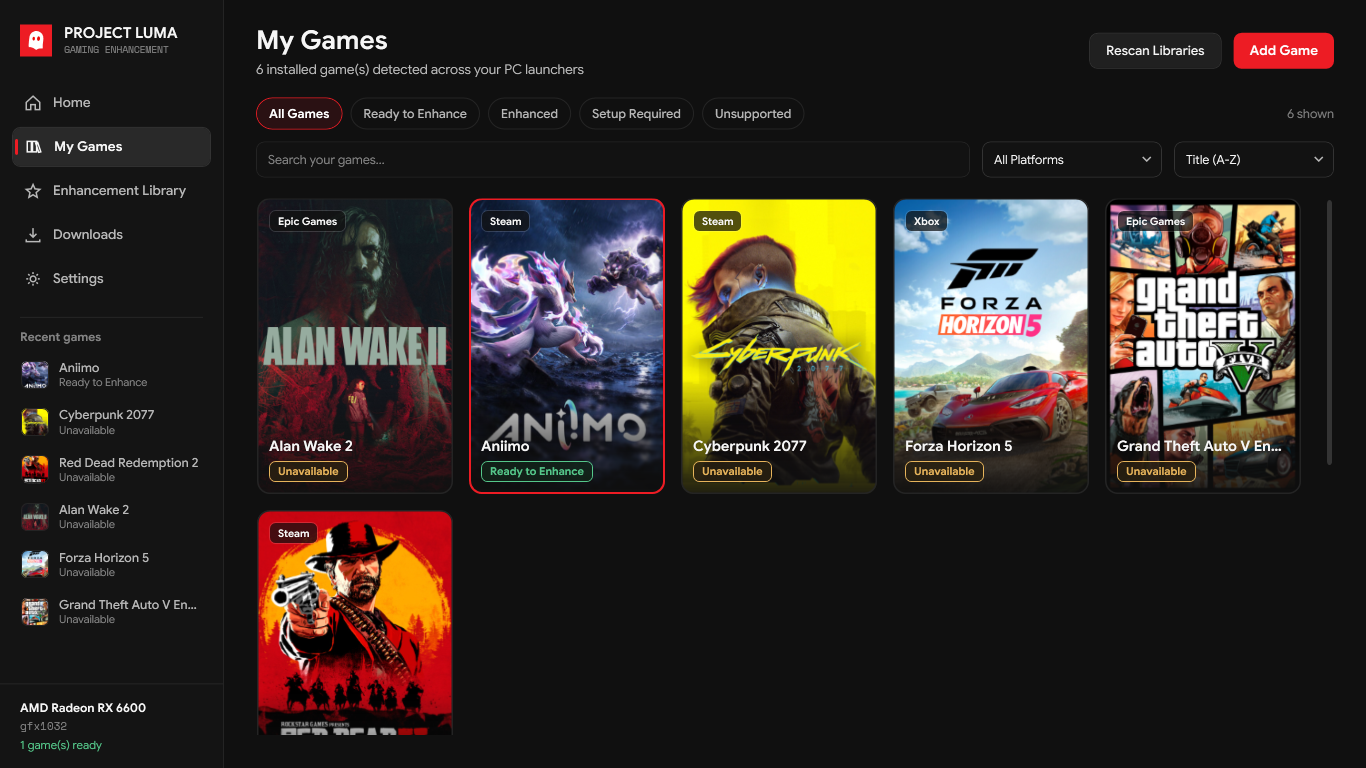 PROJECT LUMA
GAMING ENHANCEMENT
Home
My Games
Enhancement Library
Downloads
Settings
Recent games
Aniimo
Ready to Enhance
Cyberpunk 2077
Unavailable
Red Dead Redemption 2
Unavailable
Alan Wake 2
Unavailable
Forza Horizon 5
Unavailable
Grand Theft Auto V En...
Unavailable
AMD Radeon RX 6600
gfx1032
1 game(s) ready
My Games
6 installed game(s) detected across your PC launchers
Rescan Libraries
Add Game
All Games
Ready to Enhance
Enhanced
Setup Required
Unsupported
6 shown
Search your games...
All Platforms
Title (A-Z)
Epic Games
ALAN WAKE II
Alan Wake 2
Unavailable
Steam
ANIIMO
Aniimo
Ready to Enhance
Steam
Cyberpunk
2077
Cyberpunk 2077
Unavailable
Xbox
FORZA
HORIZON 5
Forza Horizon 5
Unavailable
Epic Games
grand
theft
auto
V
FIVE
Grand Theft Auto V En...
Unavailable
Steam
ROCKSTAR GAMES PRESENTS